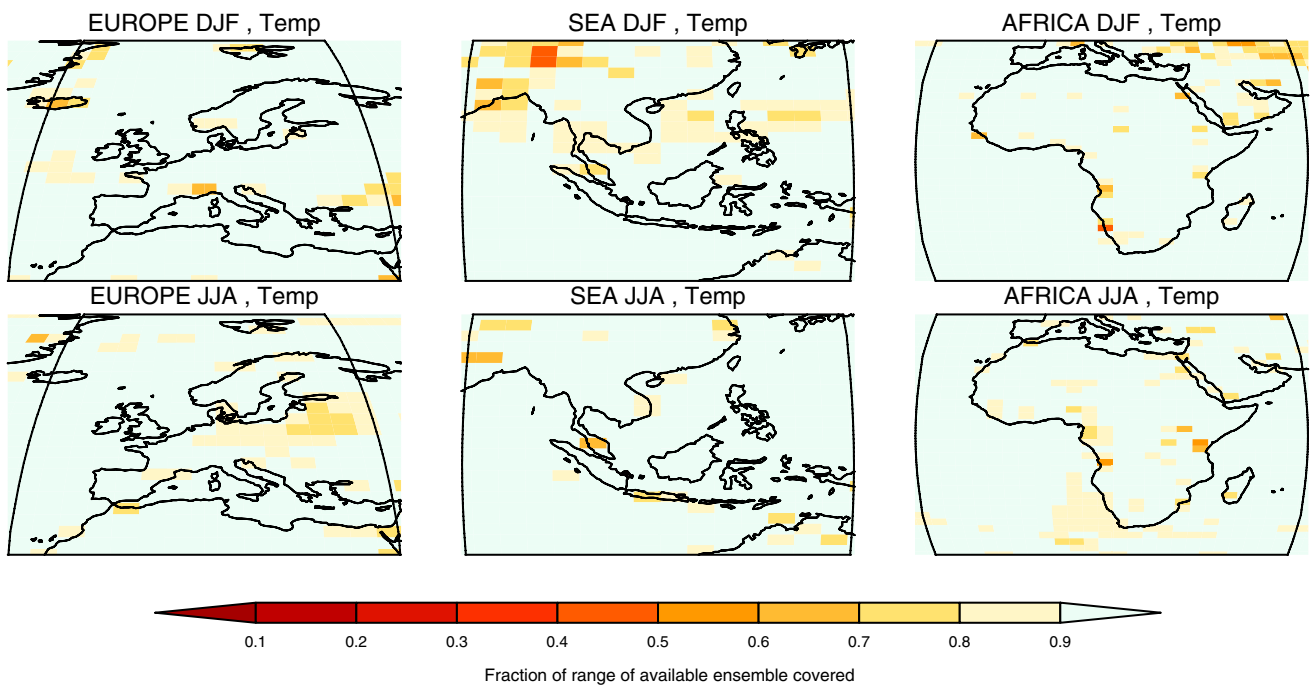 EUROPE DJF , Temp
SEA DJF , Temp
AFRICA DJF , Temp
EUROPE JJA , Temp
SEA JJA , Temp
AFRICA JJA , Temp
0.1 0.2 0.3 0.4 0.5 0.6 0.7 0.8 0.9
Fraction of range of available ensemble covered